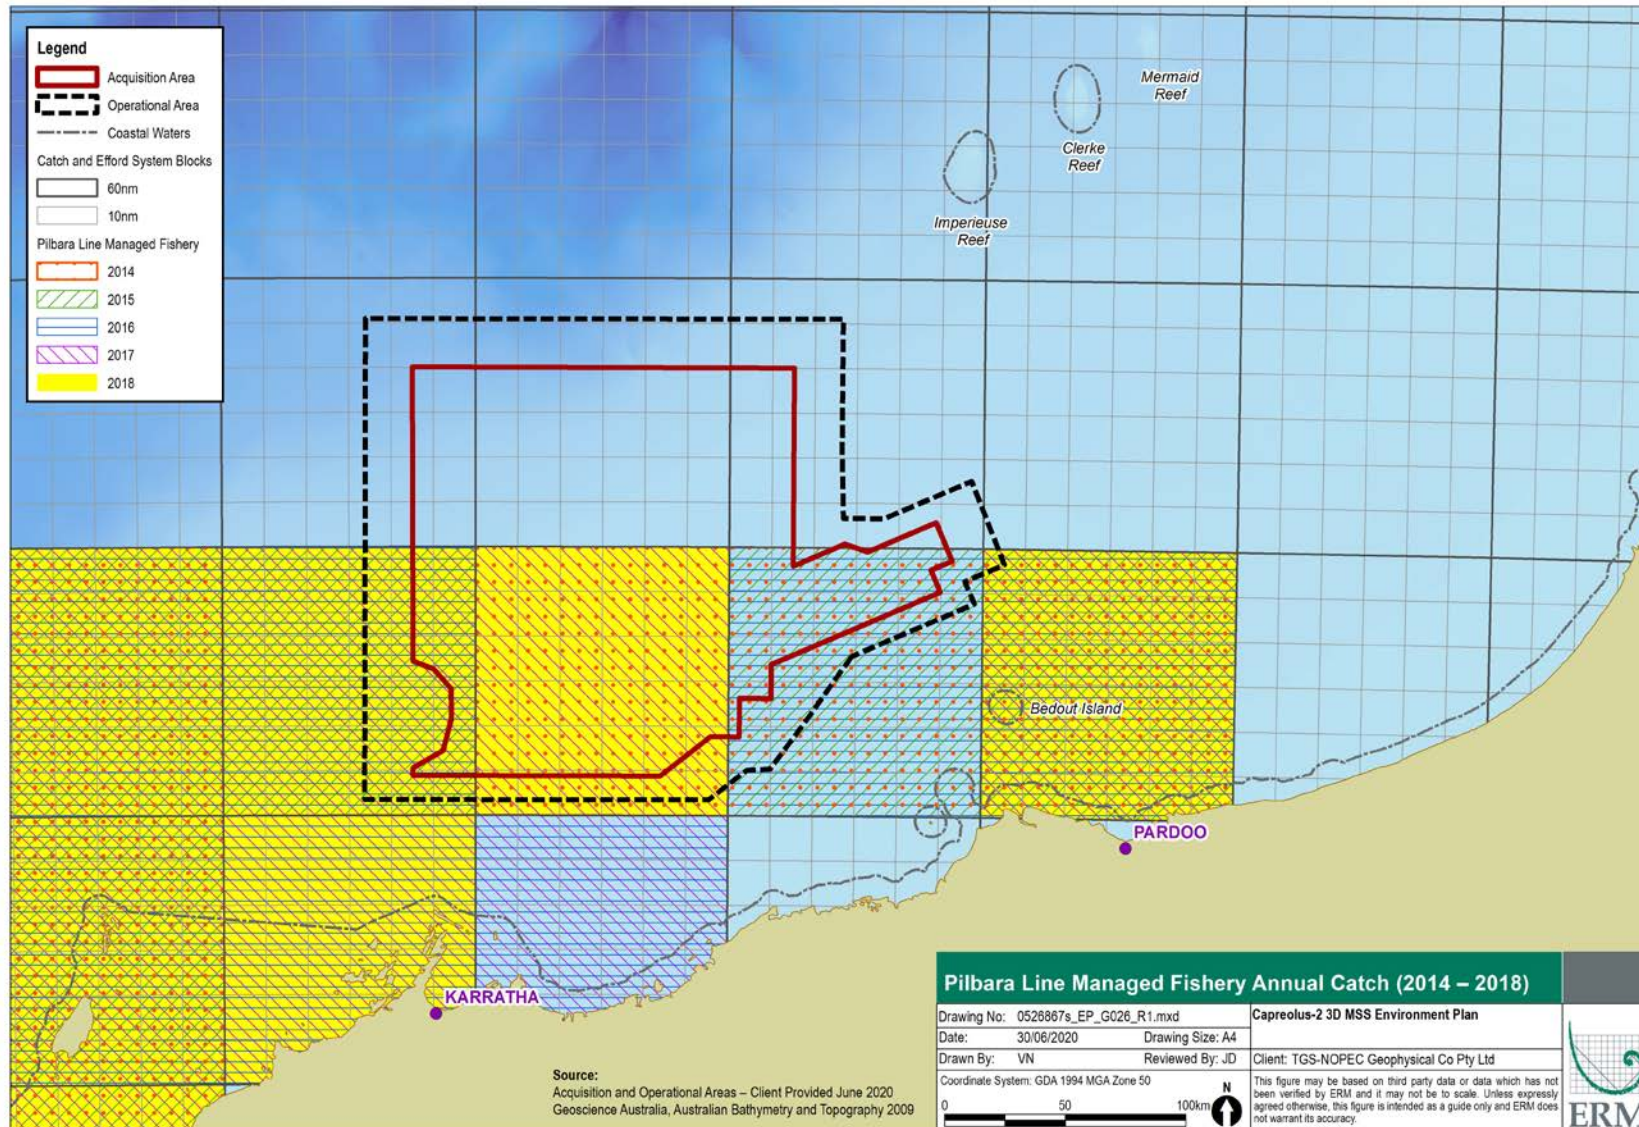 Legend
Acquisition Area
Operational Area
Coastal Waters
Catch and Efford System Blocks
60nm
10nm
Pilbara Line Managed Fishery
2014
2015
2016
2017
2018
Mermaid
Reef
Clerke
Reef
Imperieuse
Reef
Bedout Island
PARDOO
KARRATHA
Source:
Acquisition and Operational Areas – Client Provided June 2020
Geoscience Australia, Australian Bathymetry and Topography 2009
Pilbara Line Managed Fishery Annual Catch (2014 – 2018)
Drawing No: 0526867s_EP_G026_R1.mxd
Capreolus-2 3D MSS Environment Plan
Date: 30/06/2020 Drawing Size: A4
Drawn By: VN Reviewed By: JD
Client: TGS-NOPEC Geophysical Co Pty Ltd
Coordinate System: GDA 1994 MGA Zone 50
N
0 50 100km
This figure may be based on third party data or data which has not
been verified by ERM and it may not be to scale. Unless expressly
agreed otherwise, this figure is intended as a guide only and ERM does
not warrant its accuracy.
ERM